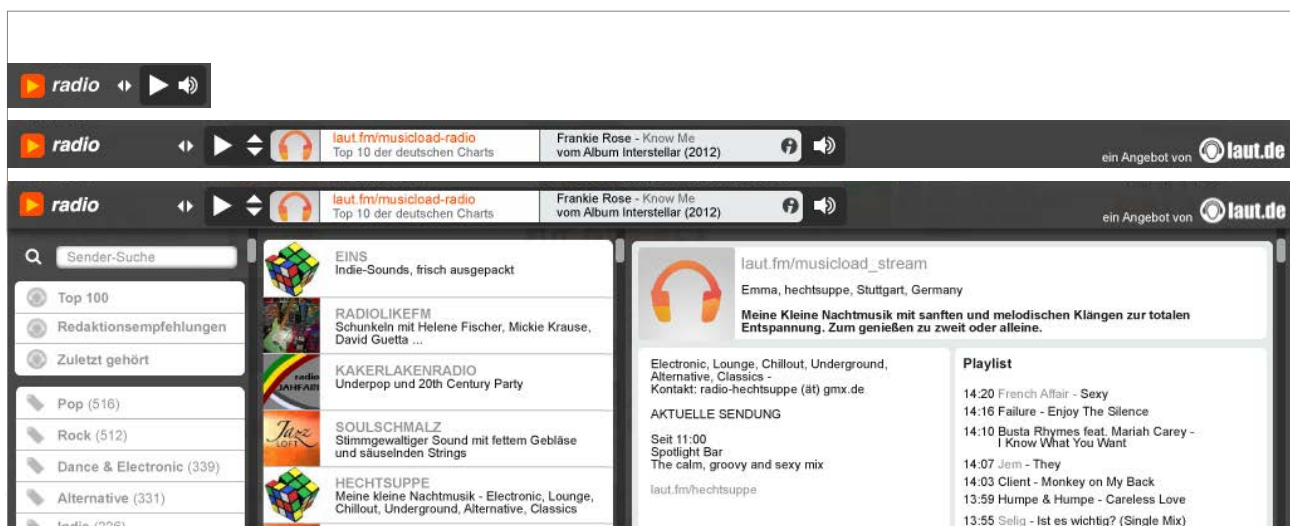 radio
radio
laut.fm/musicload-radio
Top 10 der deutschen Charts
Frankie Rose - Know Me
vom Album Interstellar (2012)
ein Angebot von laut.de
radio
laut.fm/musicload-radio
Top 10 der deutschen Charts
Frankie Rose - Know Me
vom Album Interstellar (2012)
ein Angebot von laut.de
Sender-Suche
Top 100
Redaktionsempfehlungen
Zuletzt gehört
Pop (516)
Rock (512)
Dance & Electronic (339)
Alternative (331)
EINS
Indie-Sounds, frisch ausgepackt
RADIOLIKEFM
Schunkeln mit Helene Fischer, Mickie Krause,
David Guetta ...
radio
KAKERLAKENRADIO
Underpop und 20th Century Party
Jazz
LOFT
SOULSCHMALZ
Stimmgewaltiger Sound mit fettem Gebläse
und säuselnden Strings
HECHTSUPPE
Meine kleine Nachtmusik - Electronic, Lounge,
Chillout, Underground, Alternative, Classics
laut.fm/musicload_stream
Emma, hechtsuppe, Stuttgart, Germany
Meine Kleine Nachtmusik mit sanften und melodischen Klängen zur totalen
Entspannung. Zum genießen zu zweit oder alleine.
Electronic, Lounge, Chillout, Underground,
Alternative, Classics -
Kontakt: radio-hechtsuppe (ät) gmx.de
AKTUELLE SENDUNG
Seit 11:00
Spotlight Bar
The calm, groovy and sexy mix
laut.fm/hechtsuppe
Playlist
14:20 French Affair - Sexy
14:16 Failure - Enjoy The Silence
14:10 Busta Rhymes feat. Mariah Carey -
I Know What You Want
14:07 Jem - They
14:03 Client - Monkey on My Back
13:59 Humpe & Humpe - Careless Love
13:55 Selig - Ist es wichtig? (Single Mix)